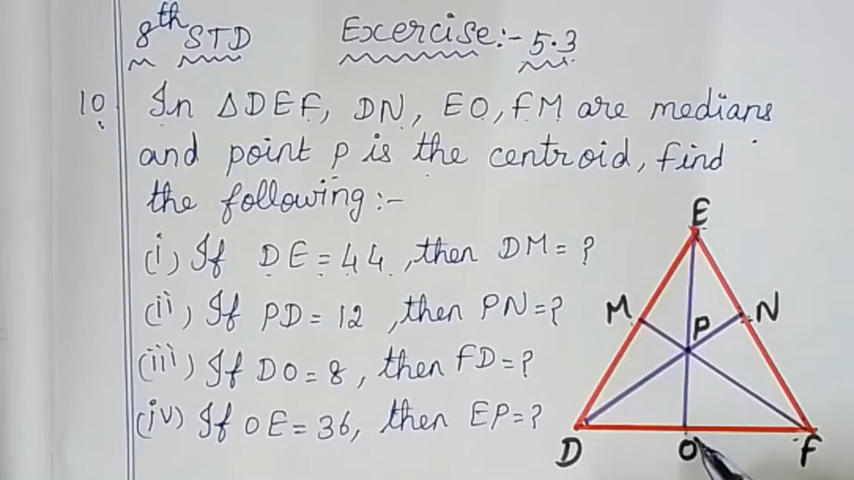 8th STD Exercise:- 5.3
10. In ΔDEF, DN, EO, FM are medians
and point P is the centroid, find
the following:-
(i) If DE = 44, then DM = ?
(ii) If PD = 12, then PN = ?
(iii) If DO = 8, then FD = ?
(iv) If OE = 36, then EP = ?
E
M
N
P
D
O
F